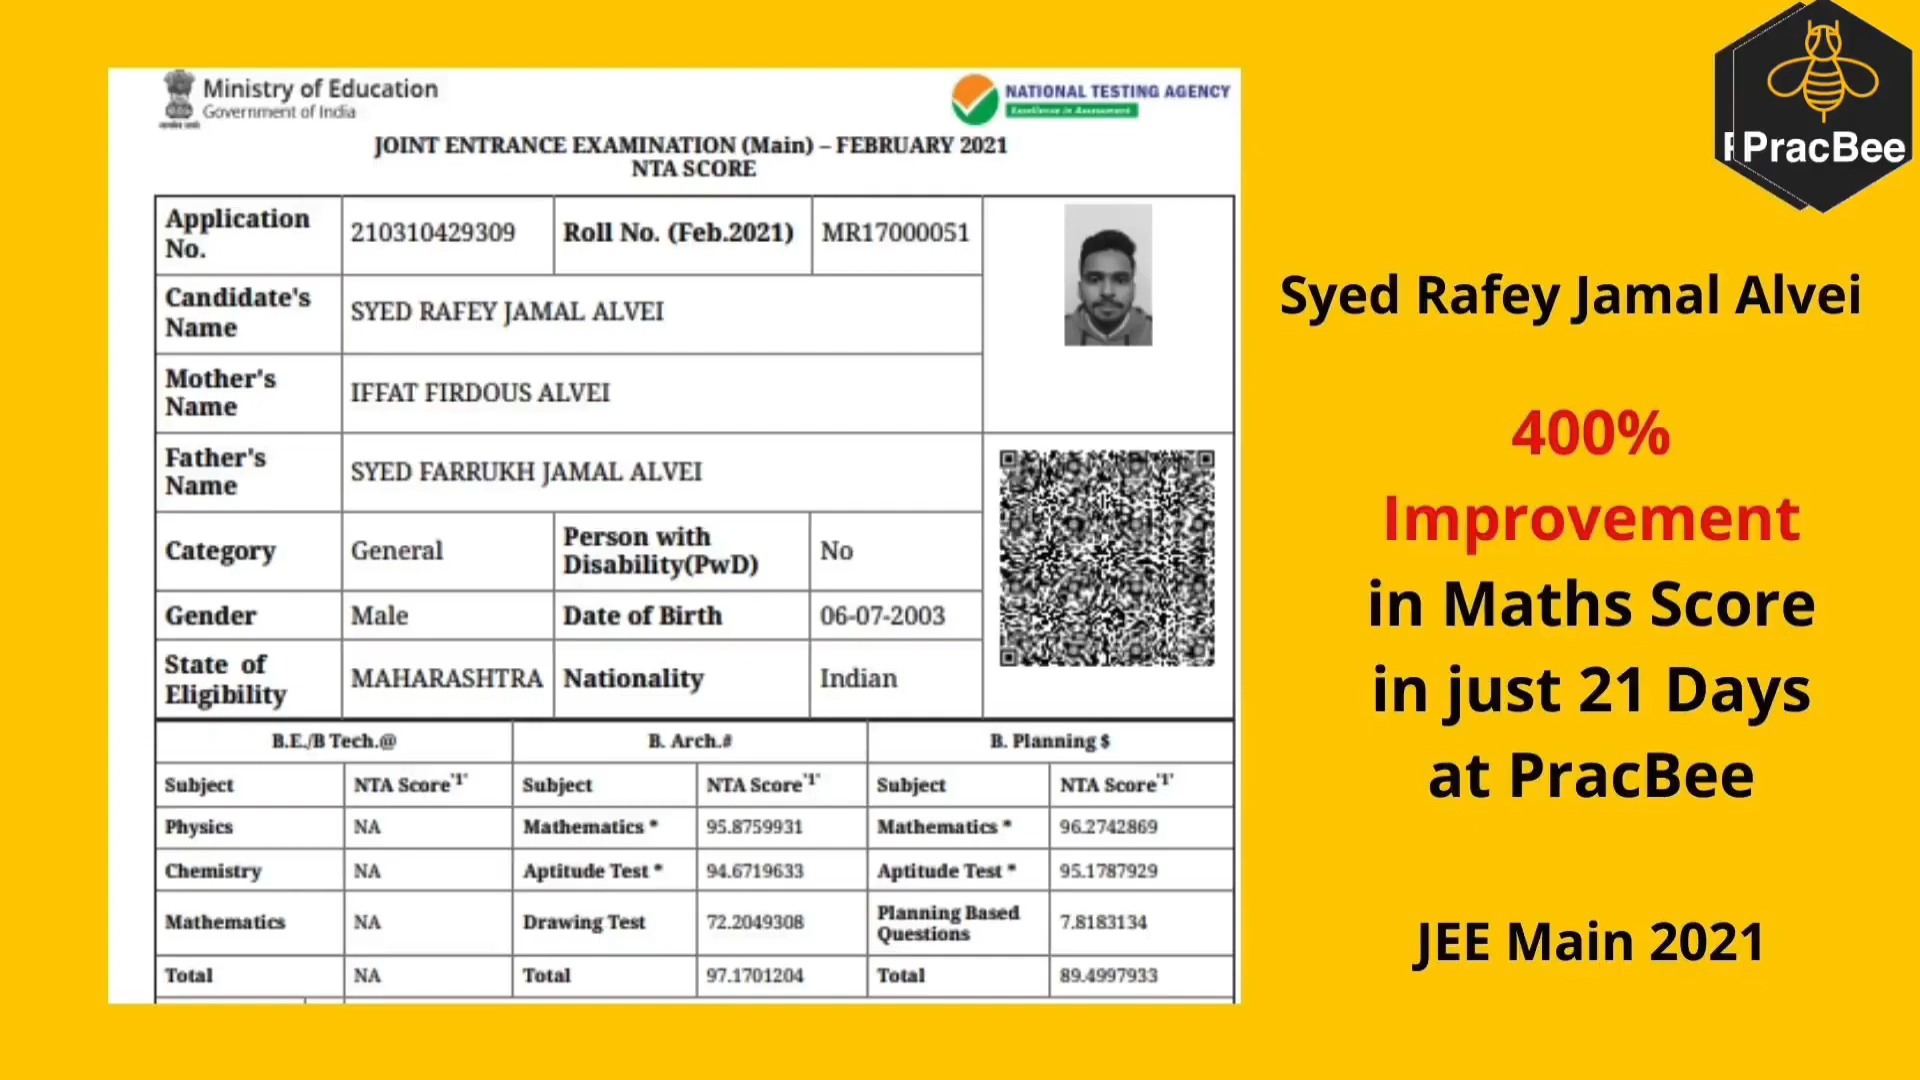 Ministry of Education
Government of India
NATIONAL TESTING AGENCY
Excellence in Assessment
JOINT ENTRANCE EXAMINATION (Main) – FEBRUARY 2021
NTA SCORE
Application No. 210310429309 Roll No. (Feb.2021) MR17000051
Candidate's Name SYED RAFEY JAMAL ALVEI
Mother's Name IFFAT FIRDOUS ALVEI
Father's Name SYED FARRUKH JAMAL ALVEI
Category General Person with Disability(PwD) No
Gender Male Date of Birth 06-07-2003
State of Eligibility MAHARASHTRA Nationality Indian
B.E./B Tech.@ B. Arch.# B. Planning $
Subject NTA Score'1' Subject NTA Score'1' Subject NTA Score'1'
Physics NA Mathematics * 95.8759931 Mathematics * 96.2742869
Chemistry NA Aptitude Test * 94.6719633 Aptitude Test * 95.1787929
Mathematics NA Drawing Test 72.2049308 Planning Based Questions 7.8183134
Total NA Total 97.1701204 Total 89.4997933
PracBee
Syed Rafey Jamal Alvei
400%
Improvement
in Maths Score
in just 21 Days
at PracBee
JEE Main 2021